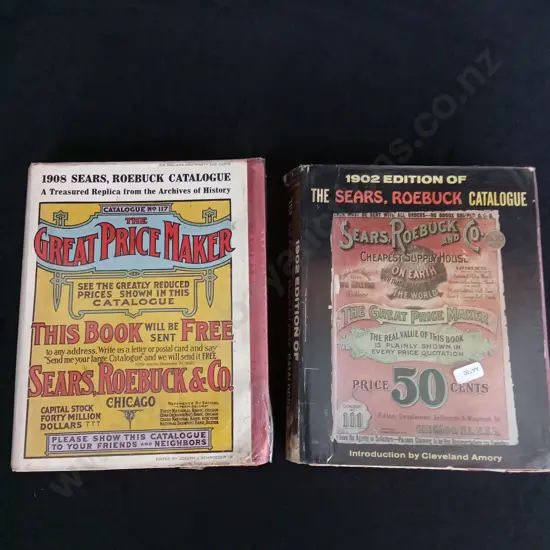 1908 SEARS, ROEBUCK CATALOGUE
A Treasured Replica from the Archives of History
CATALOGUE No 117
THE
GREAT PRICE MAKER
SEE THE GREATLY REDUCED
PRICES SHOWN IN THIS
CATALOGUE
THIS BOOK WILL BE SENT FREE
to any address. Write us a letter or postal card and say
"Send me your large Catalogue" and we will send it FREE
SEARS, ROEBUCK & CO.
CHICAGO
CAPITAL STOCK
FORTY MILLION
DOLLARS
PLEASE SHOW THIS CATALOGUE
TO YOUR FRIENDS AND NEIGHBORS
1902 EDITION OF
THE SEARS, ROEBUCK CATALOGUE
1902 EDITION OF
SEARS, ROEBUCK AND CO.
CHEAPEST SUPPLY HOUSE
ON EARTH
THE WORLD
THE GREAT PRICE MAKER
THE REAL VALUE OF THIS BOOK
IS PLAINLY SHOWN IN
EVERY PRICE QUOTATION
PRICE 50 CENTS
111
CHICAGO, ILL. U.S.A.
Introduction by Cleveland Amory